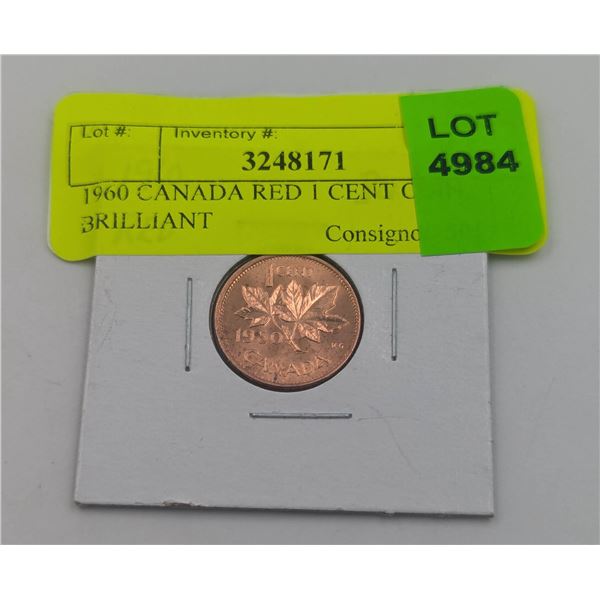 Lot #:
Inventory #:
LOT
4984
3248171
1960 CANADA RED 1 CENT
BRILLIANT
Consigno
1 CENT
1960
KG
CANADA